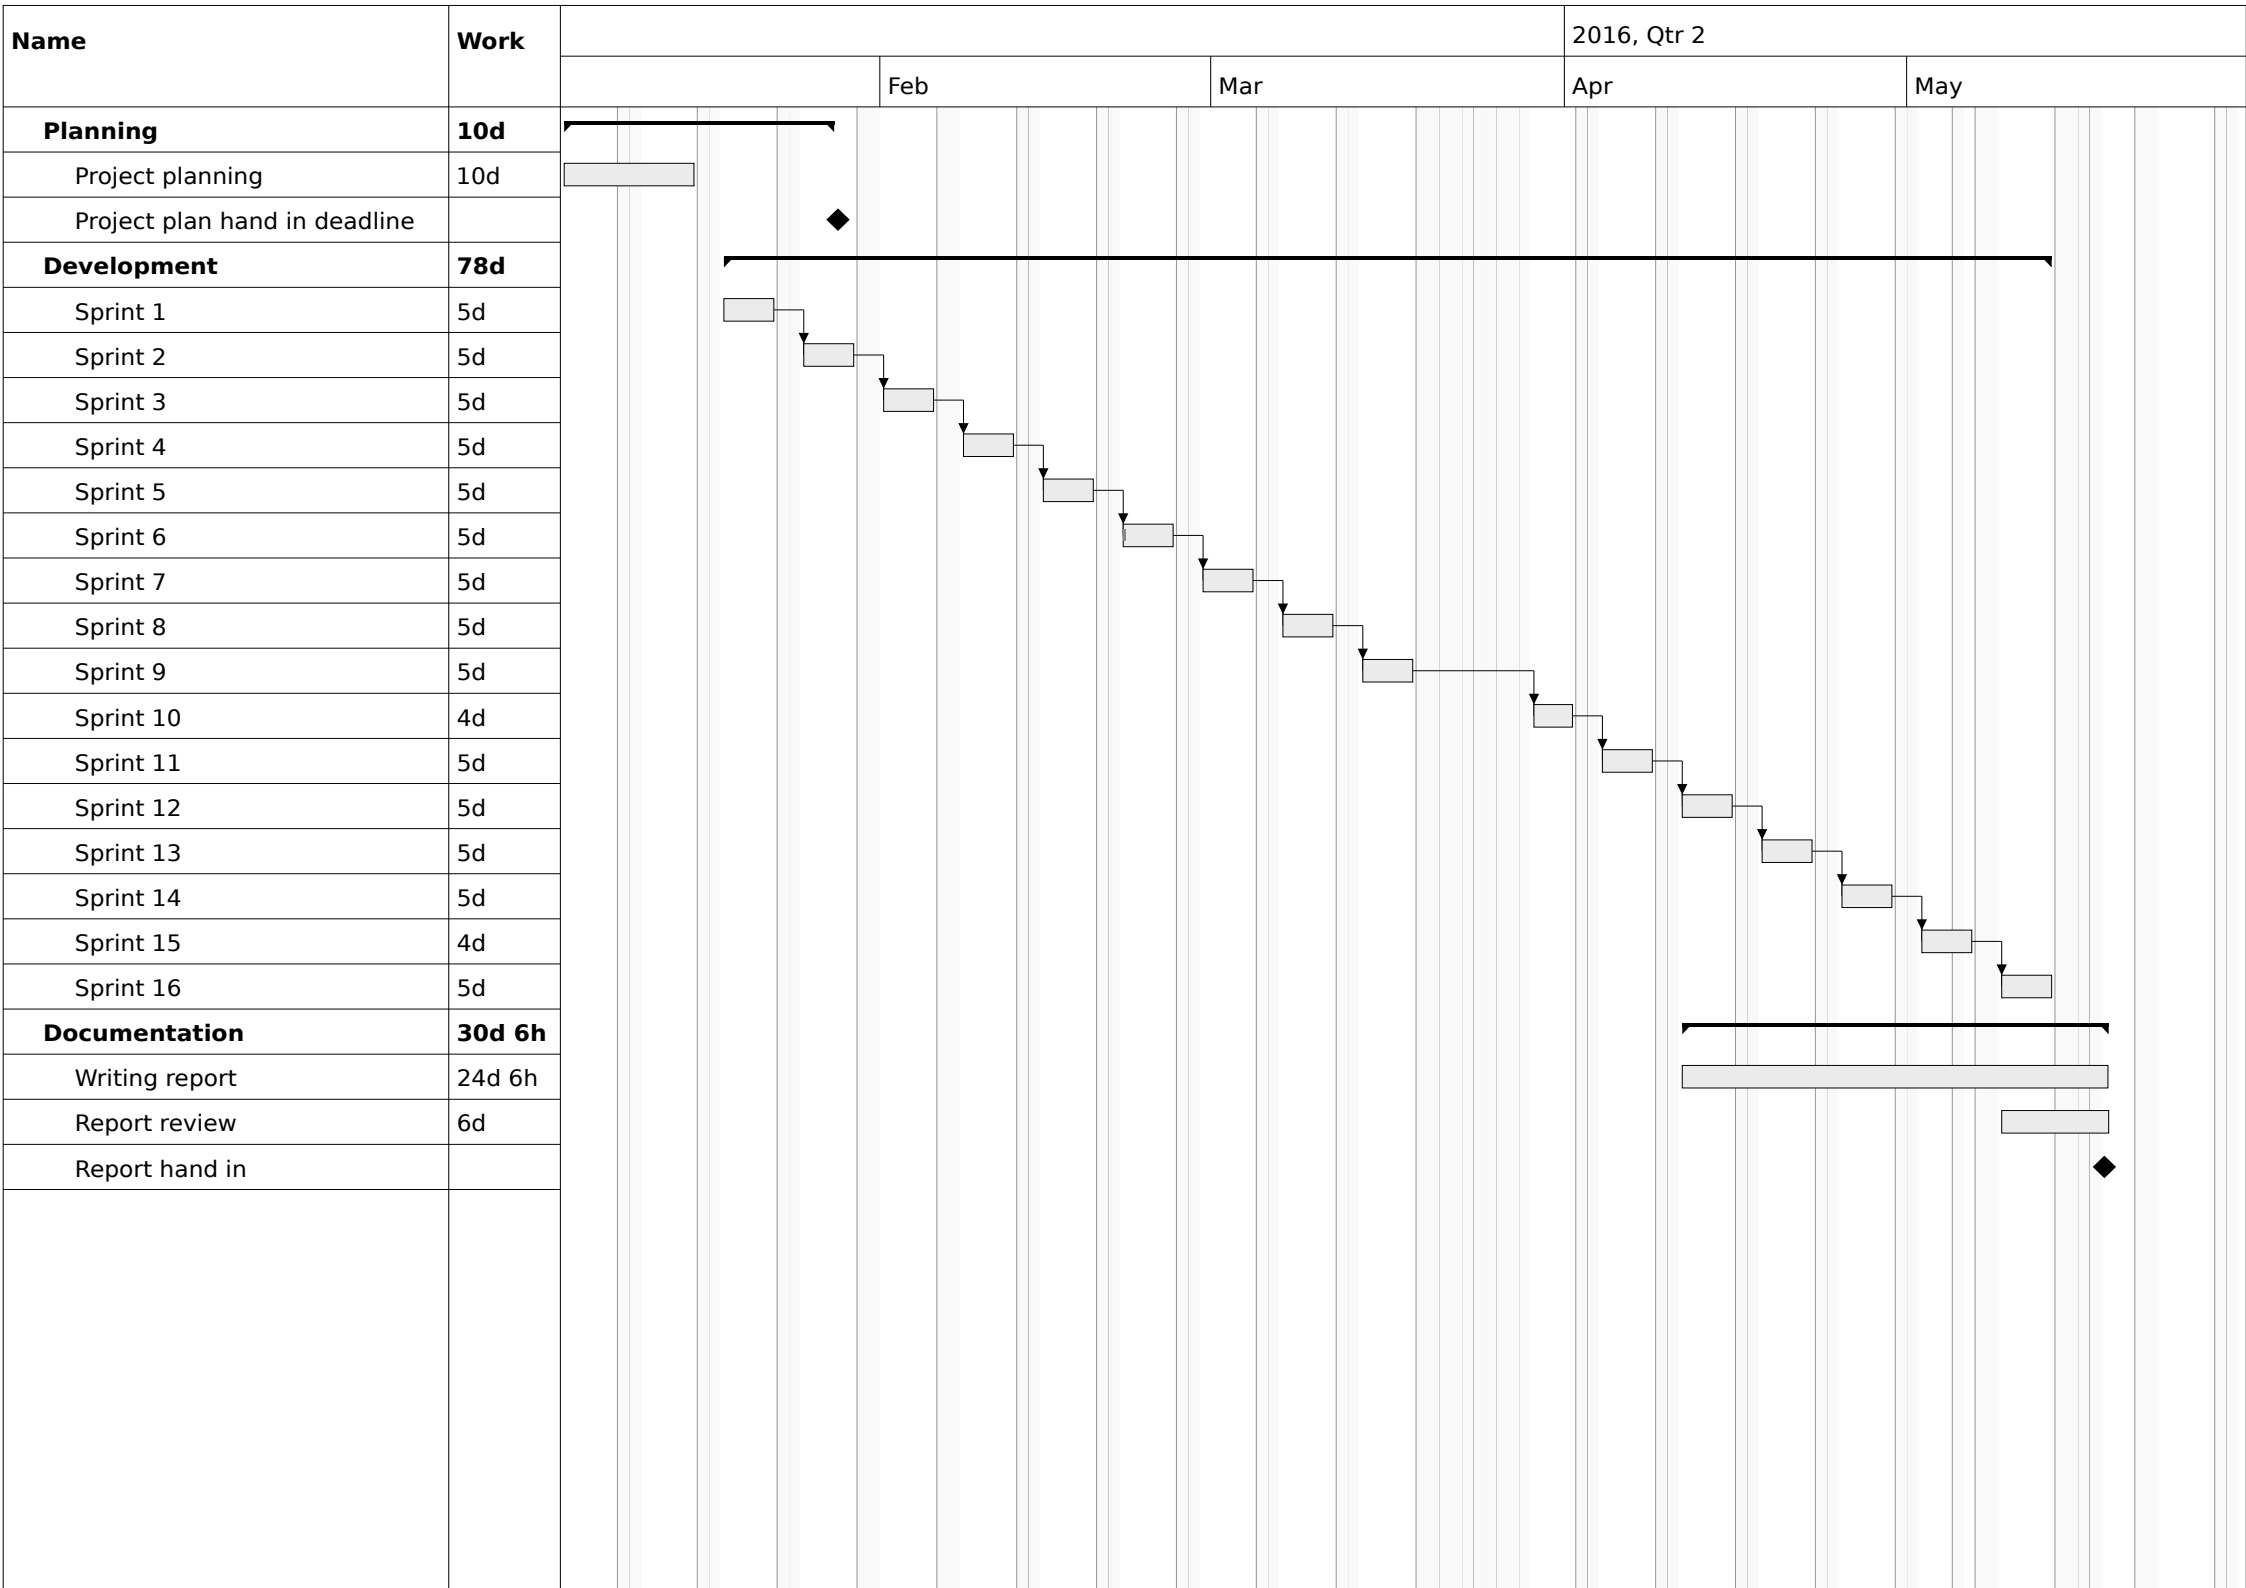 Name Work 2016, Qtr 2
Feb Mar Apr May
Planning 10d
Project planning 10d
Project plan hand in deadline
Development 78d
Sprint 1 5d
Sprint 2 5d
Sprint 3 5d
Sprint 4 5d
Sprint 5 5d
Sprint 6 5d
Sprint 7 5d
Sprint 8 5d
Sprint 9 5d
Sprint 10 4d
Sprint 11 5d
Sprint 12 5d
Sprint 13 5d
Sprint 14 5d
Sprint 15 4d
Sprint 16 5d
Documentation 30d 6h
Writing report 24d 6h
Report review 6d
Report hand in